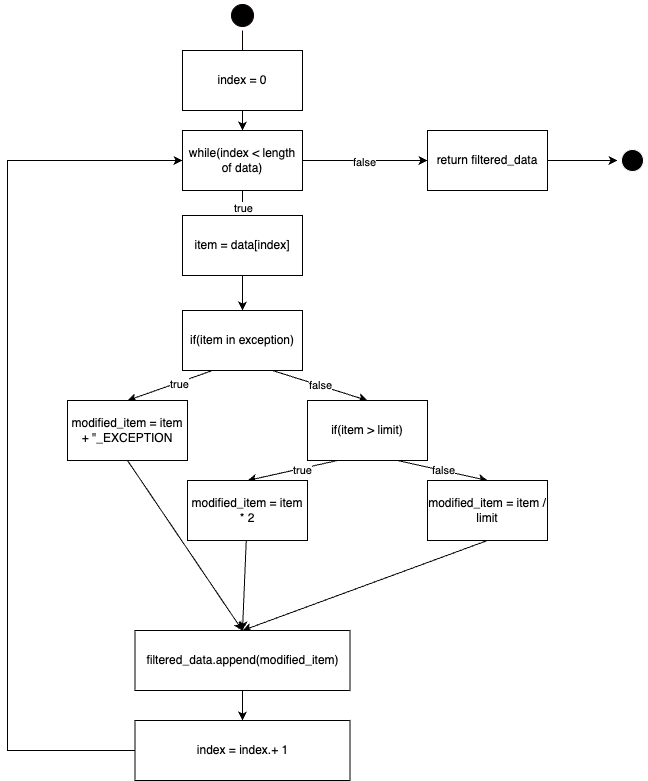 index = 0
while(index < length
of data)
false
return filtered_data
true
item = data[index]
if(item in exception)
true
false
modified_item = item
+ "_EXCEPTION
if(item > limit)
true
false
modified_item = item
* 2
modified_item = item /
limit
filtered_data.append(modified_item)
index = index.+ 1